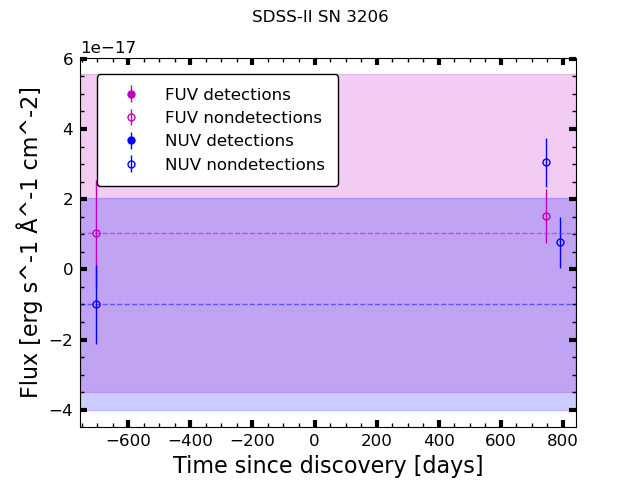 SDSS-II SN 3206
1e−17
FUV detections
FUV nondetections
NUV detections
NUV nondetections
6
4
2
0
−2
−4
Flux [erg s^-1 Å^-1 cm^-2]
−600 −400 −200 0 200 400 600 800
Time since discovery [days]